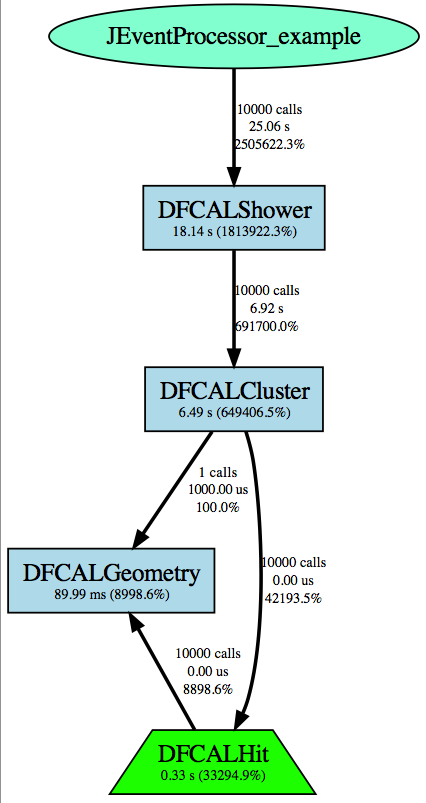 JEventProcessor_example
10000 calls
25.06 s
2505622.3%
DFCALShower
18.14 s (1813922.3%)
10000 calls
6.92 s
691700.0%
DFCALCluster
6.49 s (649406.5%)
1 calls
1000.00 us
100.0%
10000 calls
0.00 us
42193.5%
DFCALGeometry
89.99 ms (8998.6%)
10000 calls
0.00 us
8898.6%
DFCALHit
0.33 s (33294.9%)